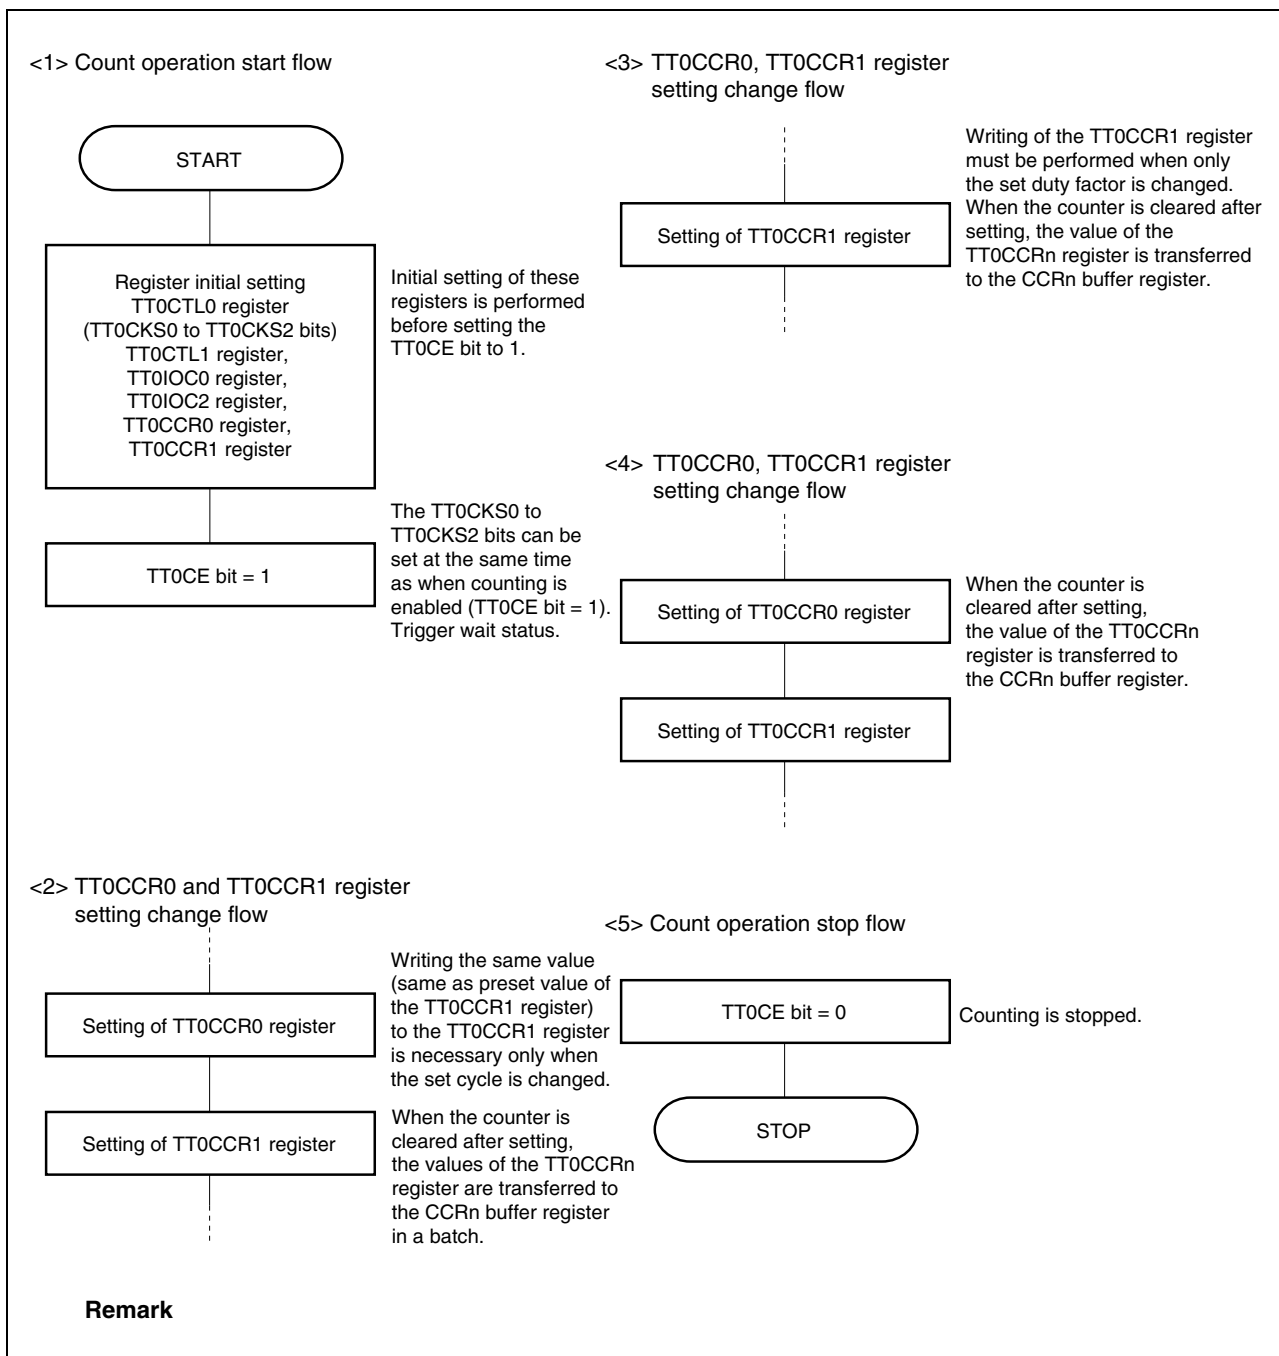 <1> Count operation start flow
START
Register initial setting
TT0CTL0 register
(TT0CKS0 to TT0CKS2 bits)
TT0CTL1 register,
TT0IOC0 register,
TT0IOC2 register,
TT0CCR0 register,
TT0CCR1 register
Initial setting of these
registers is performed
before setting the
TT0CE bit to 1.
TT0CE bit = 1
The TT0CKS0 to
TT0CKS2 bits can be
set at the same time
as when counting is
enabled (TT0CE bit = 1).
Trigger wait status.
<2> TT0CCR0 and TT0CCR1 register
setting change flow
Setting of TT0CCR0 register
Writing the same value
(same as preset value of
the TT0CCR1 register)
to the TT0CCR1 register
is necessary only when
the set cycle is changed.
Setting of TT0CCR1 register
When the counter is
cleared after setting,
the values of the TT0CCRn
register are transferred to
the CCRn buffer register
in a batch.
<3> TT0CCR0, TT0CCR1 register
setting change flow
Setting of TT0CCR1 register
Writing of the TT0CCR1 register
must be performed when only
the set duty factor is changed.
When the counter is cleared after
setting, the value of the
TT0CCRn register is transferred
to the CCRn buffer register.
<4> TT0CCR0, TT0CCR1 register
setting change flow
Setting of TT0CCR0 register
When the counter is
cleared after setting,
the value of the TT0CCRn
register is transferred to
the CCRn buffer register.
Setting of TT0CCR1 register
<5> Count operation stop flow
TT0CE bit = 0
Counting is stopped.
STOP
Remark